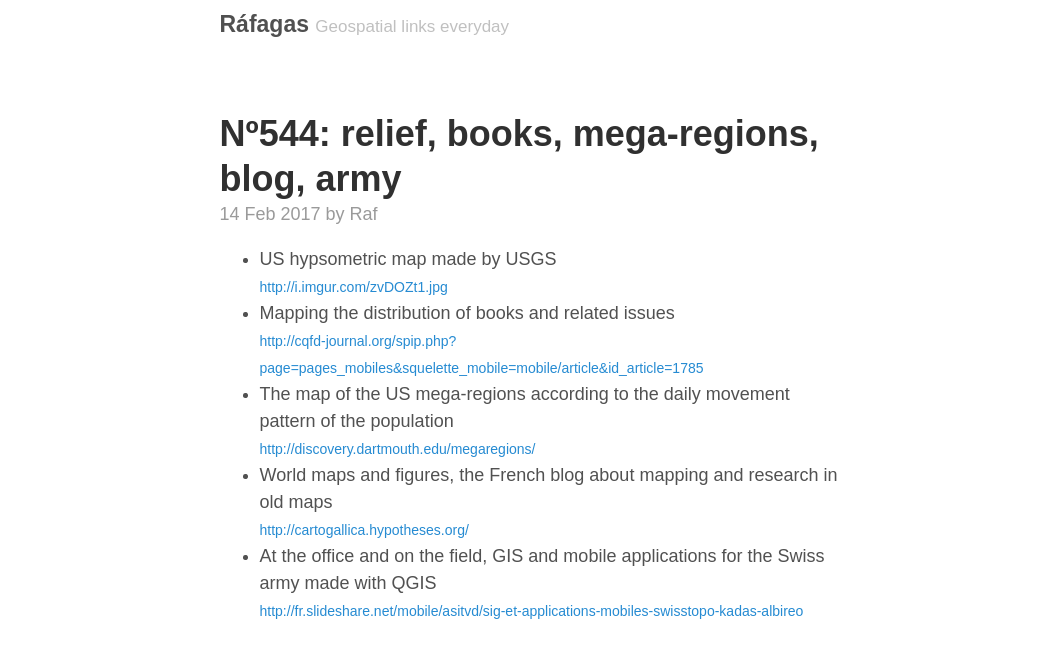 Ráfagas Geospatial links everyday
Nº544: relief, books, mega-regions,
blog, army
14 Feb 2017 by Raf
US hypsometric map made by USGS
http://i.imgur.com/zvDOZt1.jpg
Mapping the distribution of books and related issues
http://cqfd-journal.org/spip.php?
page=pages_mobiles&squelette_mobile=mobile/article&id_article=1785
The map of the US mega-regions according to the daily movement
pattern of the population
http://discovery.dartmouth.edu/megaregions/
World maps and figures, the French blog about mapping and research in
old maps
http://cartogallica.hypotheses.org/
At the office and on the field, GIS and mobile applications for the Swiss
army made with QGIS
http://fr.slideshare.net/mobile/asitvd/sig-et-applications-mobiles-swisstopo-kadas-albireo